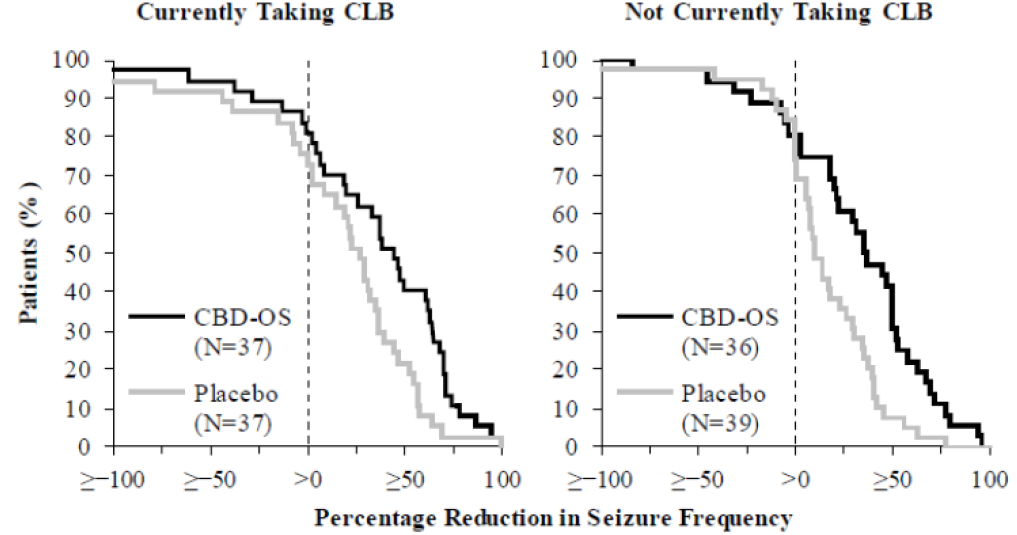 Currently Taking CLB
Not Currently Taking CLB
Patients (%)
100
90
80
70
60
50
40
30
20
10
0
CBD-OS
(N=37)
Placebo
(N=37)
≥−100
≥−50
>0
≥50
100
100
90
80
70
60
50
40
30
20
10
0
CBD-OS
(N=36)
Placebo
(N=39)
≥−100
≥−50
>0
≥50
100
Percentage Reduction in Seizure Frequency